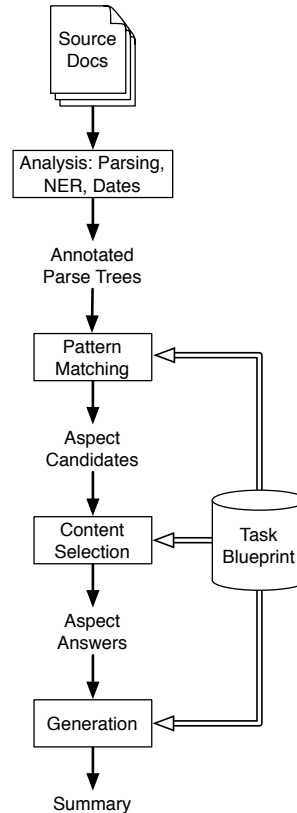 Source
Docs
Analysis: Parsing,
NER, Dates
Annotated
Parse Trees
Pattern
Matching
Aspect
Candidates
Content
Selection
Task
Blueprint
Aspect
Answers
Generation
Summary